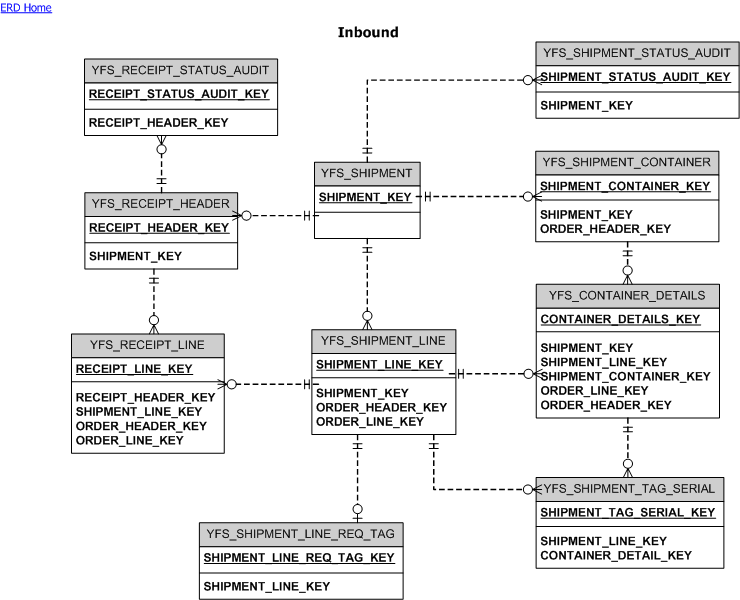 ERD Home
Inbound
YFS_RECEIPT_STATUS_AUDIT
RECEIPT_STATUS_AUDIT_KEY
RECEIPT_HEADER_KEY
YFS_SHIPMENT_STATUS_AUDIT
SHIPMENT_STATUS_AUDIT_KEY
SHIPMENT_KEY
YFS_SHIPMENT
SHIPMENT_KEY
YFS_SHIPMENT_CONTAINER
SHIPMENT_CONTAINER_KEY
SHIPMENT_KEY
ORDER_HEADER_KEY
YFS_RECEIPT_HEADER
RECEIPT_HEADER_KEY
SHIPMENT_KEY
YFS_CONTAINER_DETAILS
CONTAINER_DETAILS_KEY
SHIPMENT_KEY
SHIPMENT_LINE_KEY
SHIPMENT_CONTAINER_KEY
ORDER_LINE_KEY
ORDER_HEADER_KEY
YFS_RECEIPT_LINE
RECEIPT_LINE_KEY
RECEIPT_HEADER_KEY
SHIPMENT_LINE_KEY
ORDER_HEADER_KEY
ORDER_LINE_KEY
YFS_SHIPMENT_LINE
SHIPMENT_LINE_KEY
SHIPMENT_KEY
ORDER_HEADER_KEY
ORDER_LINE_KEY
YFS_SHIPMENT_TAG_SERIAL
SHIPMENT_TAG_SERIAL_KEY
SHIPMENT_LINE_KEY
CONTAINER_DETAIL_KEY
YFS_SHIPMENT_LINE_REQ_TAG
SHIPMENT_LINE_REQ_TAG_KEY
SHIPMENT_LINE_KEY